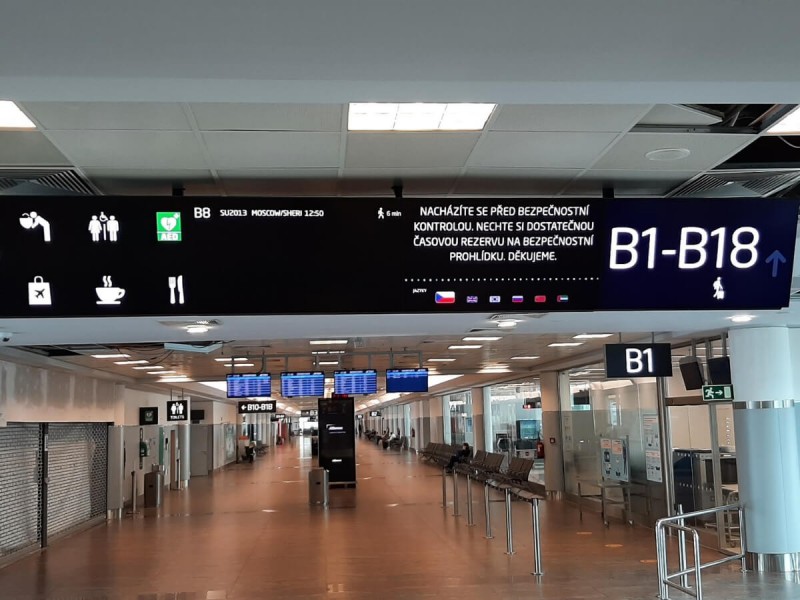 AED
B8 SU2013 MOSCOW/SHERI 12:50
6 min
NACHÁZÍTE SE PŘED BEZPEČNOSTNÍ
KONTROLOU. NECHTE SI DOSTATEČNOU
ČASOVOU REZERVU NA BEZPEČNOSTNÍ
PROHLÍDKU. DĚKUJEME.
JAZYKY
B1-B18
B1
B10-B18
TOILETS